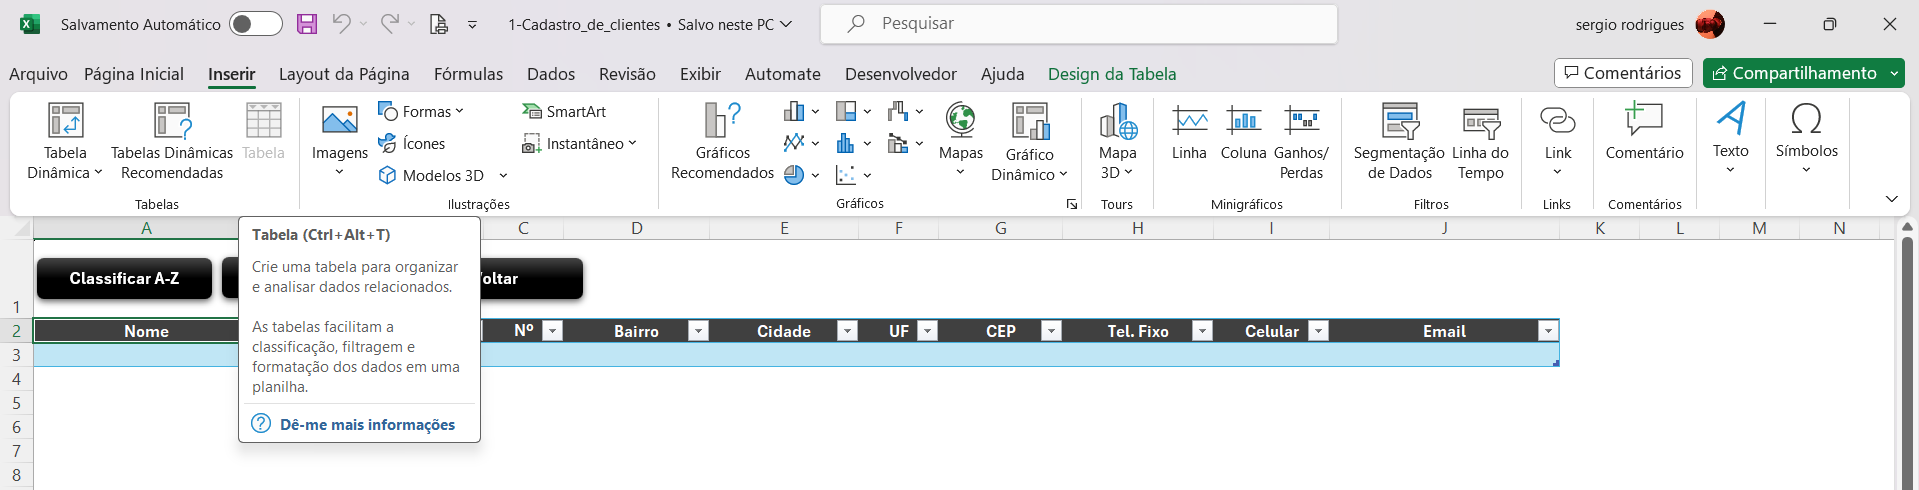 Salvamento Automático
1-Cadastro_de_clientes • Salvo neste PC
Pesquisar
sergio rodrigues
Arquivo Página Inicial Inserir Layout da Página Fórmulas Dados Revisão Exibir Automate Desenvolvedor Ajuda Design da Tabela
Comentários
Compartilhamento
Tabela
Dinâmica
Tabelas Dinâmicas
Recomendadas
Tabela
Tabelas
Imagens
Formas
Ícones
Modelos 3D
SmartArt
Instantâneo
Ilustrações
Gráficos
Recomendados
Mapas
Gráfico
Dinâmico
Gráficos
Mapa
3D
Tours
Linha
Coluna
Ganhos/
Perdas
Minigráficos
Segmentação
de Dados
Linha do
Tempo
Filtros
Link
Links
Comentário
Comentários
Texto
Símbolos
A C D E F G H I J K L M N
Tabela (Ctrl+Alt+T)
Crie uma tabela para organizar
e analisar dados relacionados.
As tabelas facilitam a
classificação, filtragem e
formatação dos dados em uma
planilha.
Dê-me mais informações
Classificar A-Z
oltar
1
2 Nome Nº Bairro Cidade UF CEP Tel. Fixo Celular Email
3
4
5
6
7
8